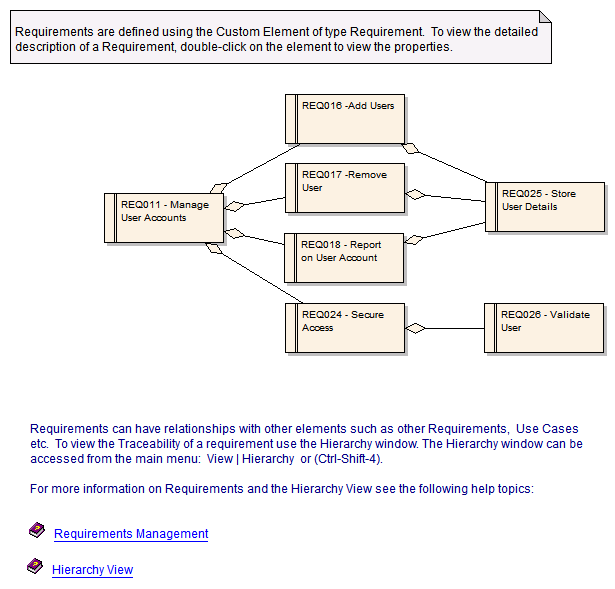 Requirements are defined using the Custom Element of type Requirement.  To view the detailed
description of a Requirement, double-click on the element to view the properties.
REQ016 -Add Users
REQ017 -Remove
User
REQ025 - Store
User Details
REQ011 - Manage
User Accounts
REQ018 - Report
on User Account
REQ024 - Secure
Access
REQ026 - Validate
User
Requirements can have relationships with other elements such as other Requirements,  Use Cases
etc.  To view the Traceability of a requirement use the Hierarchy window. The Hierarchy window can be
accessed from the main menu:  View | Hierarchy  or (Ctrl-Shift-4).
For more information on Requirements and the Hierarchy View see the following help topics:
Requirements Management
Hierarchy View